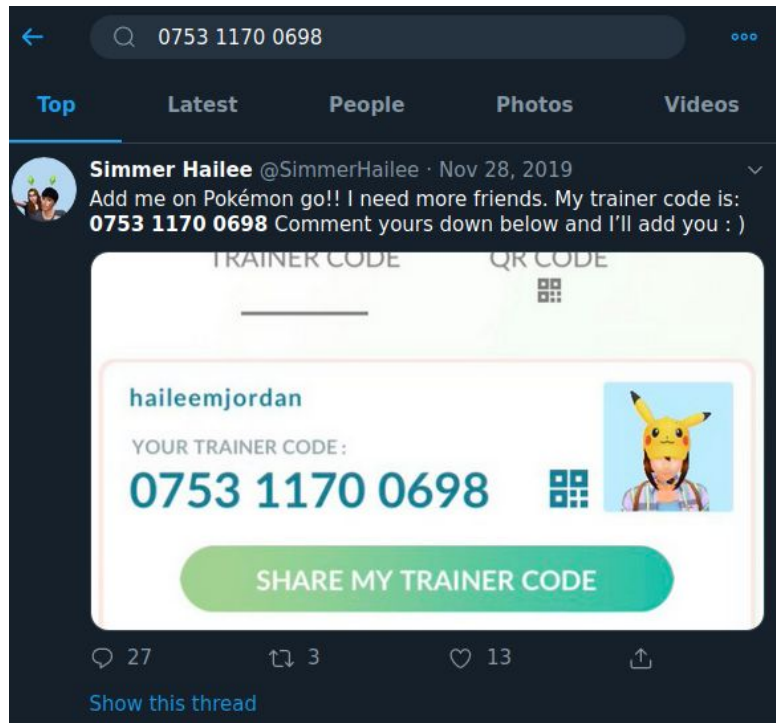 0753 1170 0698
Top Latest People Photos Videos
Simmer Hailee @SimmerHailee · Nov 28, 2019
Add me on Pokémon go!! I need more friends. My trainer code is:
0753 1170 0698 Comment yours down below and I'll add you : )
TRAINER CODE QR CODE
haileemjordan
YOUR TRAINER CODE :
0753 1170 0698
SHARE MY TRAINER CODE
27 3 13
Show this thread